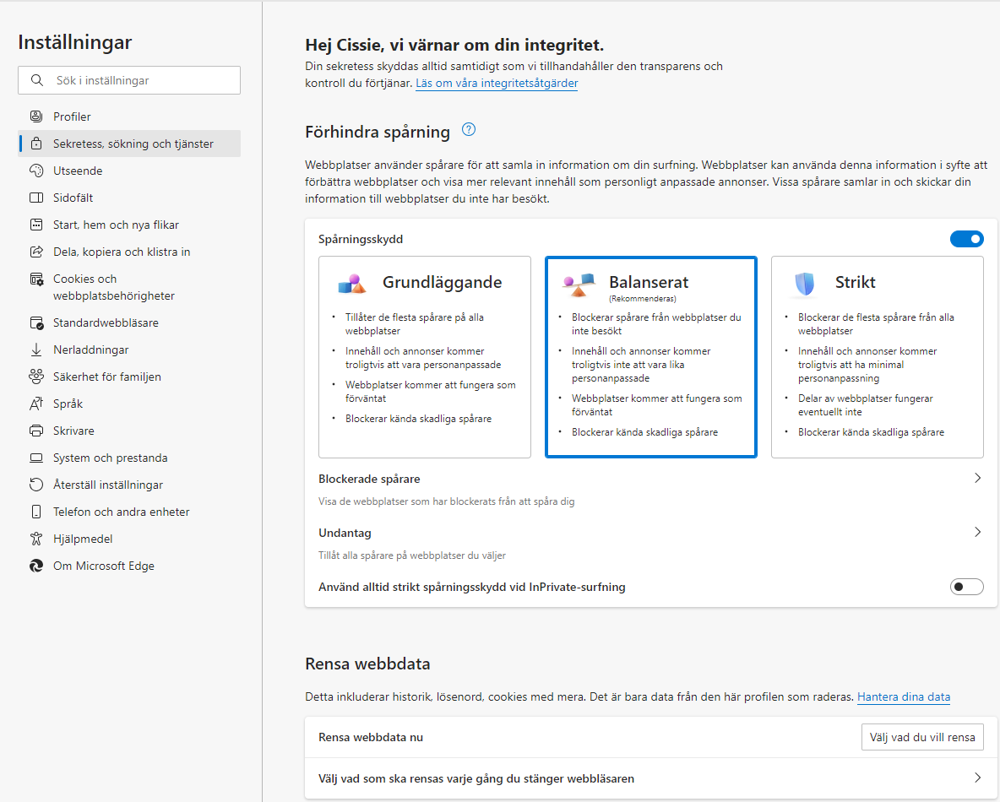 Inställningar
Sök i inställningar
Profiler
Sekretess, sökning och tjänster
Utseende
Sidofält
Start, hem och nya flikar
Dela, kopiera och klistra in
Cookies och
webbplatsbehörigheter
Standardwebbläsare
Nerladdningar
Säkerhet för familjen
Språk
Skrivare
System och prestanda
Återställ inställningar
Telefon och andra enheter
Hjälpmedel
Om Microsoft Edge
Hej Cissie, vi värnar om din integritet.
Din sekretess skyddas alltid samtidigt som vi tillhandahåller den transparens och
kontroll du förtjänar. Läs om våra integritetsåtgärder
Förhindra spårning
Webbplatser använder spårare för att samla in information om din surfning. Webbplatser kan använda denna information i syfte att
förbättra webbplatser och visa mer relevant innehåll som personligt anpassade annonser. Vissa spårare samlar in och skickar din
information till webbplatser du inte har besökt.
Spårningsskydd
Grundläggande
• Tillåter de flesta spårare på alla
webbplatser
• Innehåll och annonser kommer
troligtvis att vara personanpassade
• Webbplatser kommer att fungera som
förväntat
• Blockerar kända skadliga spårare
Balanserat
(Rekommenderas)
• Blockerar spårare från webbplatser du
inte besökt
• Innehåll och annonser kommer
troligtvis inte att vara lika
personanpassade
• Webbplatser kommer att fungera som
förväntat
• Blockerar kända skadliga spårare
Strikt
• Blockerar de flesta spårare från alla
webbplatser
• Innehåll och annonser kommer
troligtvis att ha minimal
personanpassning
• Delar av webbplatser fungerar
eventuellt inte
• Blockerar kända skadliga spårare
Blockerade spårare
Visa de webbplatser som har blockerats från att spåra dig
Undantag
Tillåt alla spårare på webbplatser du väljer
Använd alltid strikt spårningsskydd vid InPrivate-surfning
Rensa webbdata
Detta inkluderar historik, lösenord, cookies med mera. Det är bara data från den här profilen som raderas. Hantera dina data
Rensa webbdata nu
Välj vad du vill rensa
Välj vad som ska rensas varje gång du stänger webbläsaren